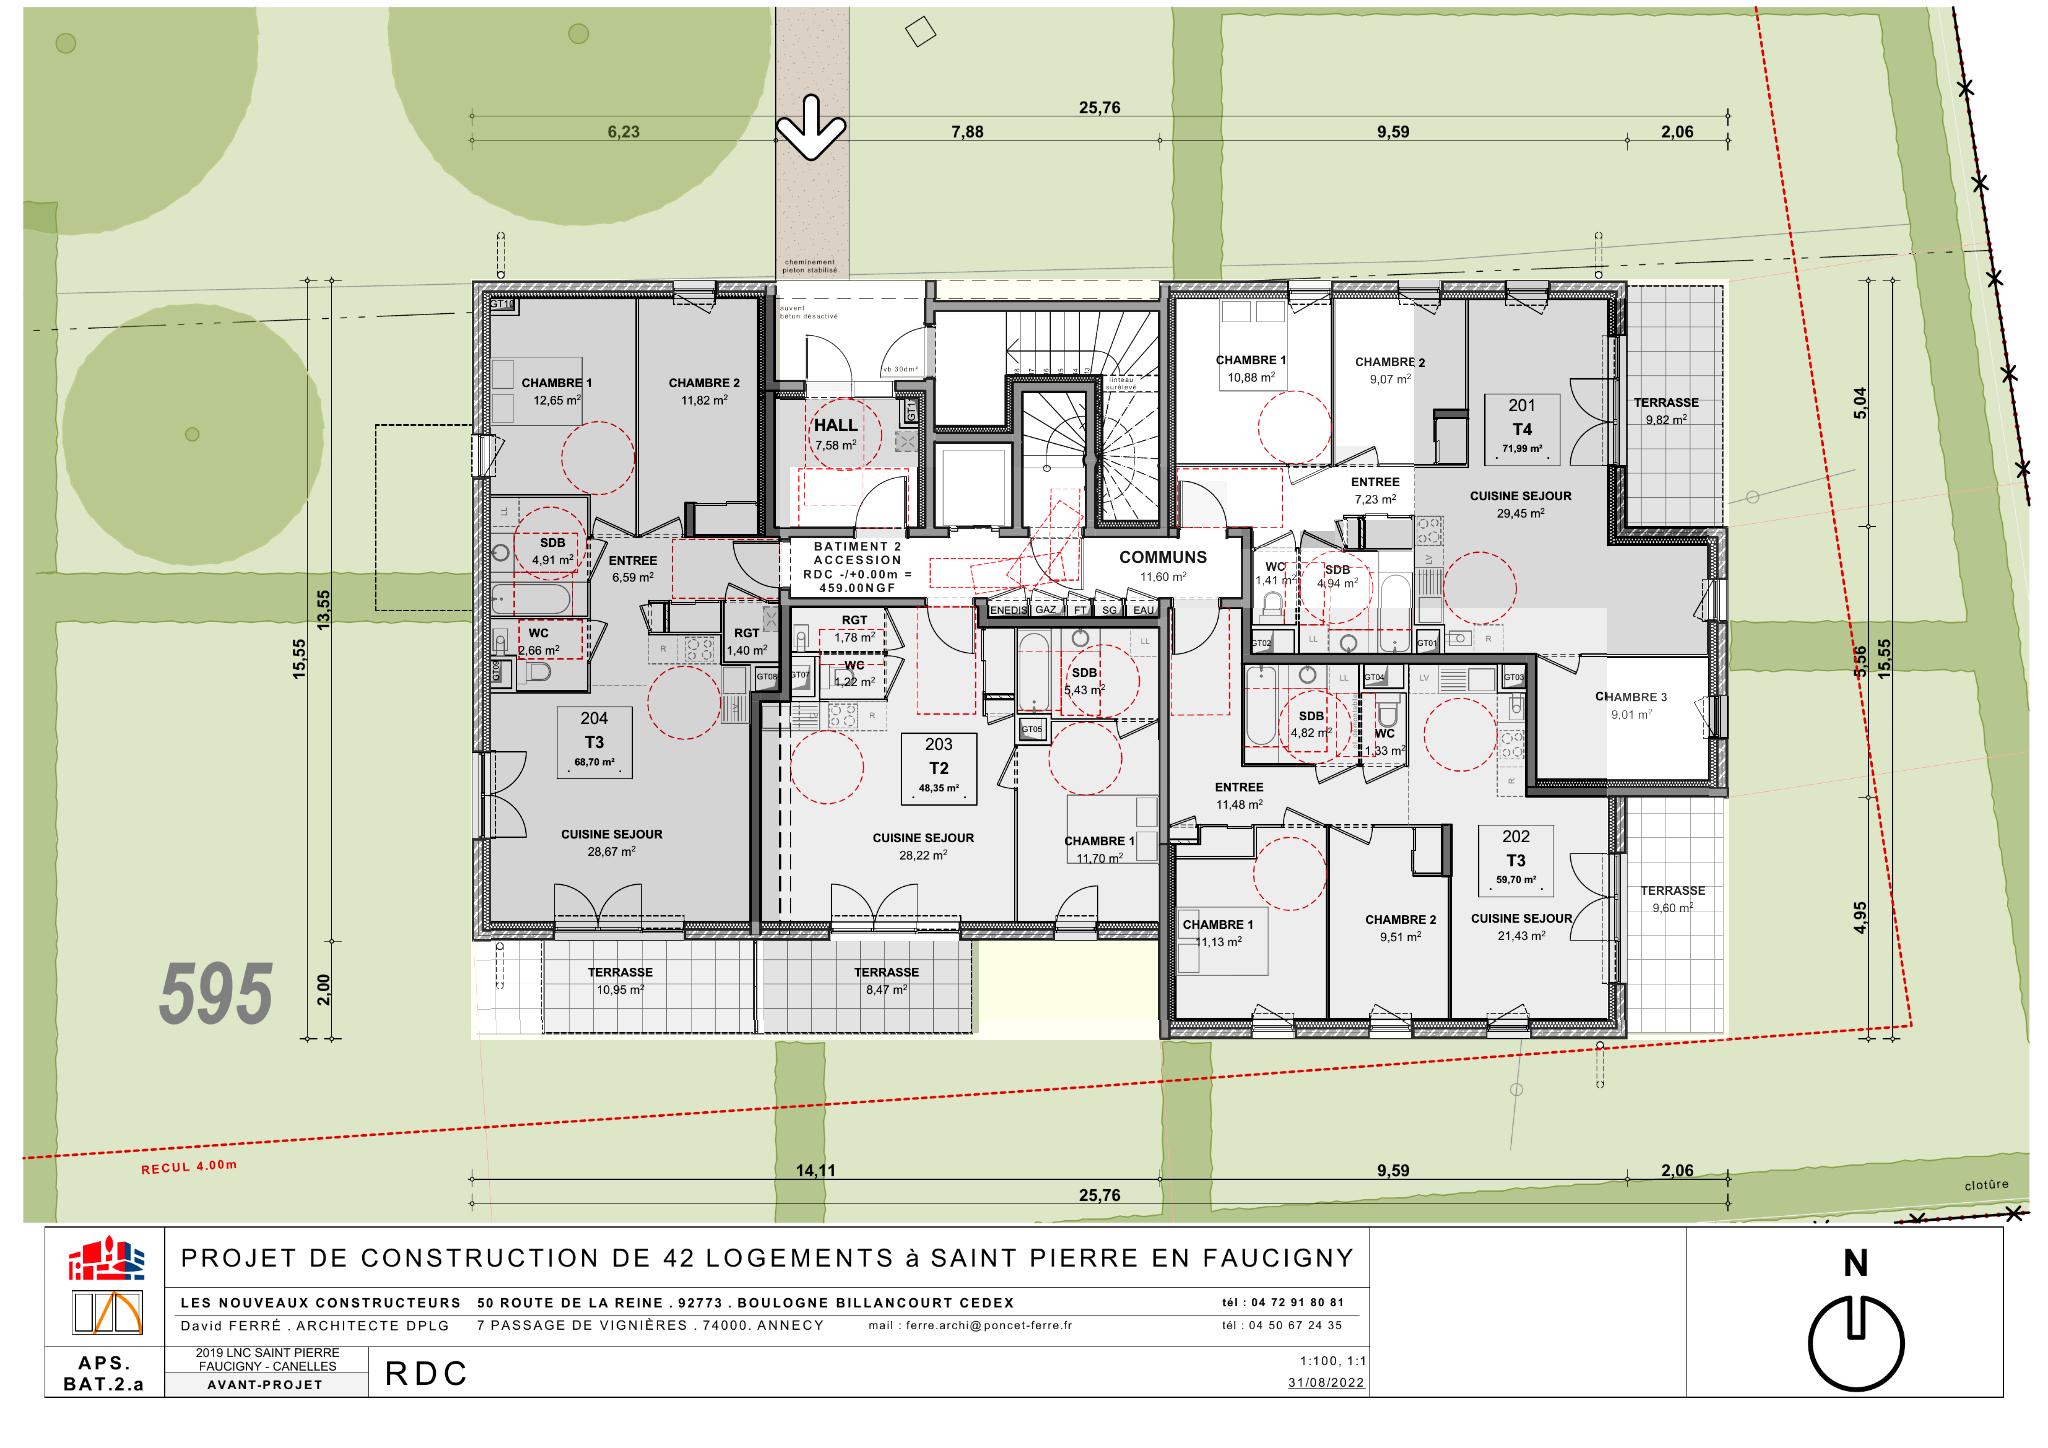 25,76
6,23
7,88
9,59
2,06
cheminement
pieton stabilisé
auvent
béton désactivé
vb 30dm²
linteau
surélevé
GT10
CHAMBRE 1
12,65 m²
CHAMBRE 2
11,82 m²
HALL
7,58 m²
GT1
CHAMBRE 1
10,88 m²
CHAMBRE 2
9,07 m²
201
T4
71,99 m²
TERRASSE
9,82 m²
5,04
LL
SDB
4,91 m²
ENTREE
6,59 m²
BATIMENT 2
ACCESSION
RDC -/+0.00m =
459.00NGF
COMMUNS
11,60 m²
ENTREE
7,23 m²
CUISINE SEJOUR
29,45 m²
LV
WC
1,41 m²
SDB
4,94 m²
ENEDIS
GAZ
FT
SG
EAU
13,55
15,55
WC
2,66 m²
GT09
R
RGT
1,40 m²
GT08
RGT
1,78 m²
WC
1,22 m²
GT07
LV
R
LL
SDB
5,43 m²
GT05
GT02
LL
GT01
R
LL
GT04
LV
GT03
SDB
4,82 m²
WC
1,33 m²
R
CHAMBRE 3
9,01 m²
5,56
15,55
204
T3
68,70 m²
LV
203
T2
48,35 m²
ENTREE
11,48 m²
CUISINE SEJOUR
28,67 m²
CUISINE SEJOUR
28,22 m²
CHAMBRE 1
11,70 m²
202
T3
59,70 m²
TERRASSE
9,60 m²
CHAMBRE 1
11,13 m²
CHAMBRE 2
9,51 m²
CUISINE SEJOUR
21,43 m²
4,95
595
2,00
TERRASSE
10,95 m²
TERRASSE
8,47 m²
RECUL 4.00m
14,11
9,59
2,06
25,76
clotûre
PROJET DE CONSTRUCTION DE 42 LOGEMENTS à SAINT PIERRE EN FAUCIGNY
LES NOUVEAUX CONSTRUCTEURS 50 ROUTE DE LA REINE . 92773 . BOULOGNE BILLANCOURT CEDEX tél : 04 72 91 80 81
David FERRÉ . ARCHITECTE DPLG 7 PASSAGE DE VIGNIÈRES . 74000. ANNECY mail : ferre.archi@poncet-ferre.fr tél : 04 50 67 24 35
APS.
BAT.2.a
2019 LNC SAINT PIERRE
FAUCIGNY - CANELLES
AVANT-PROJET
RDC
1:100, 1:1
31/08/2022
N